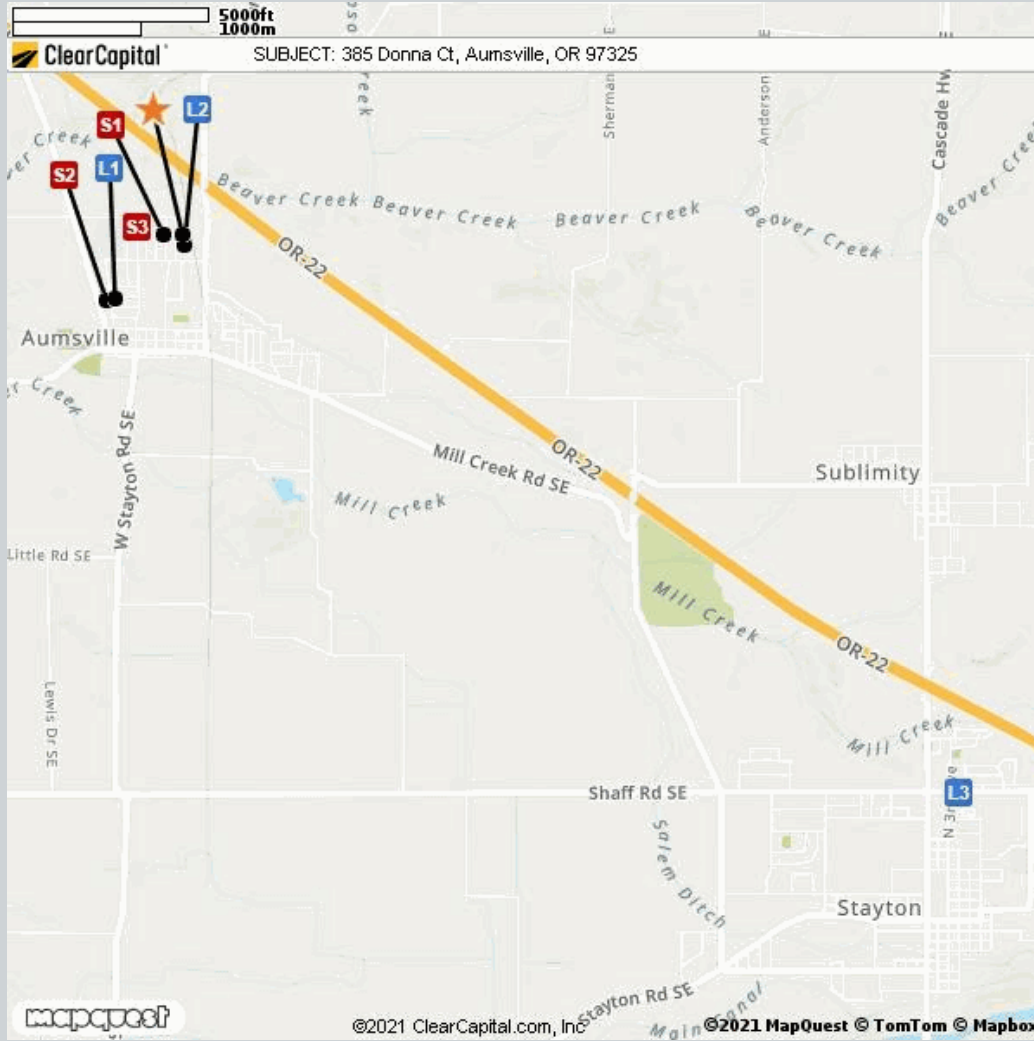 5000ft
1000m
ClearCapital
SUBJECT: 385 Donna Ct, Aumsville, OR 97325
Sherman
Anderson
Cascade Hw
reek
L2
S1
Creek
S2
L1
S3
Beaver Creek
Beaver Creek
Beaver Creek
Beaver Creek
Beaver Cree
OR-22
Aumsville
Creek
W Stayton Rd SE
OR-22
Mill Creek Rd SE
Sublimity
Mill Creek
Little Rd SE
Mill Creek
OR-22
Lewis Dr SE
Mill Creek
Shaff Rd SE
L3
Salem Ditch
Stayton
Stayton Rd SE
Main Canal
mapquest
©2021 ClearCapital.com, Inc
©2021 MapQuest © TomTom © Mapbox